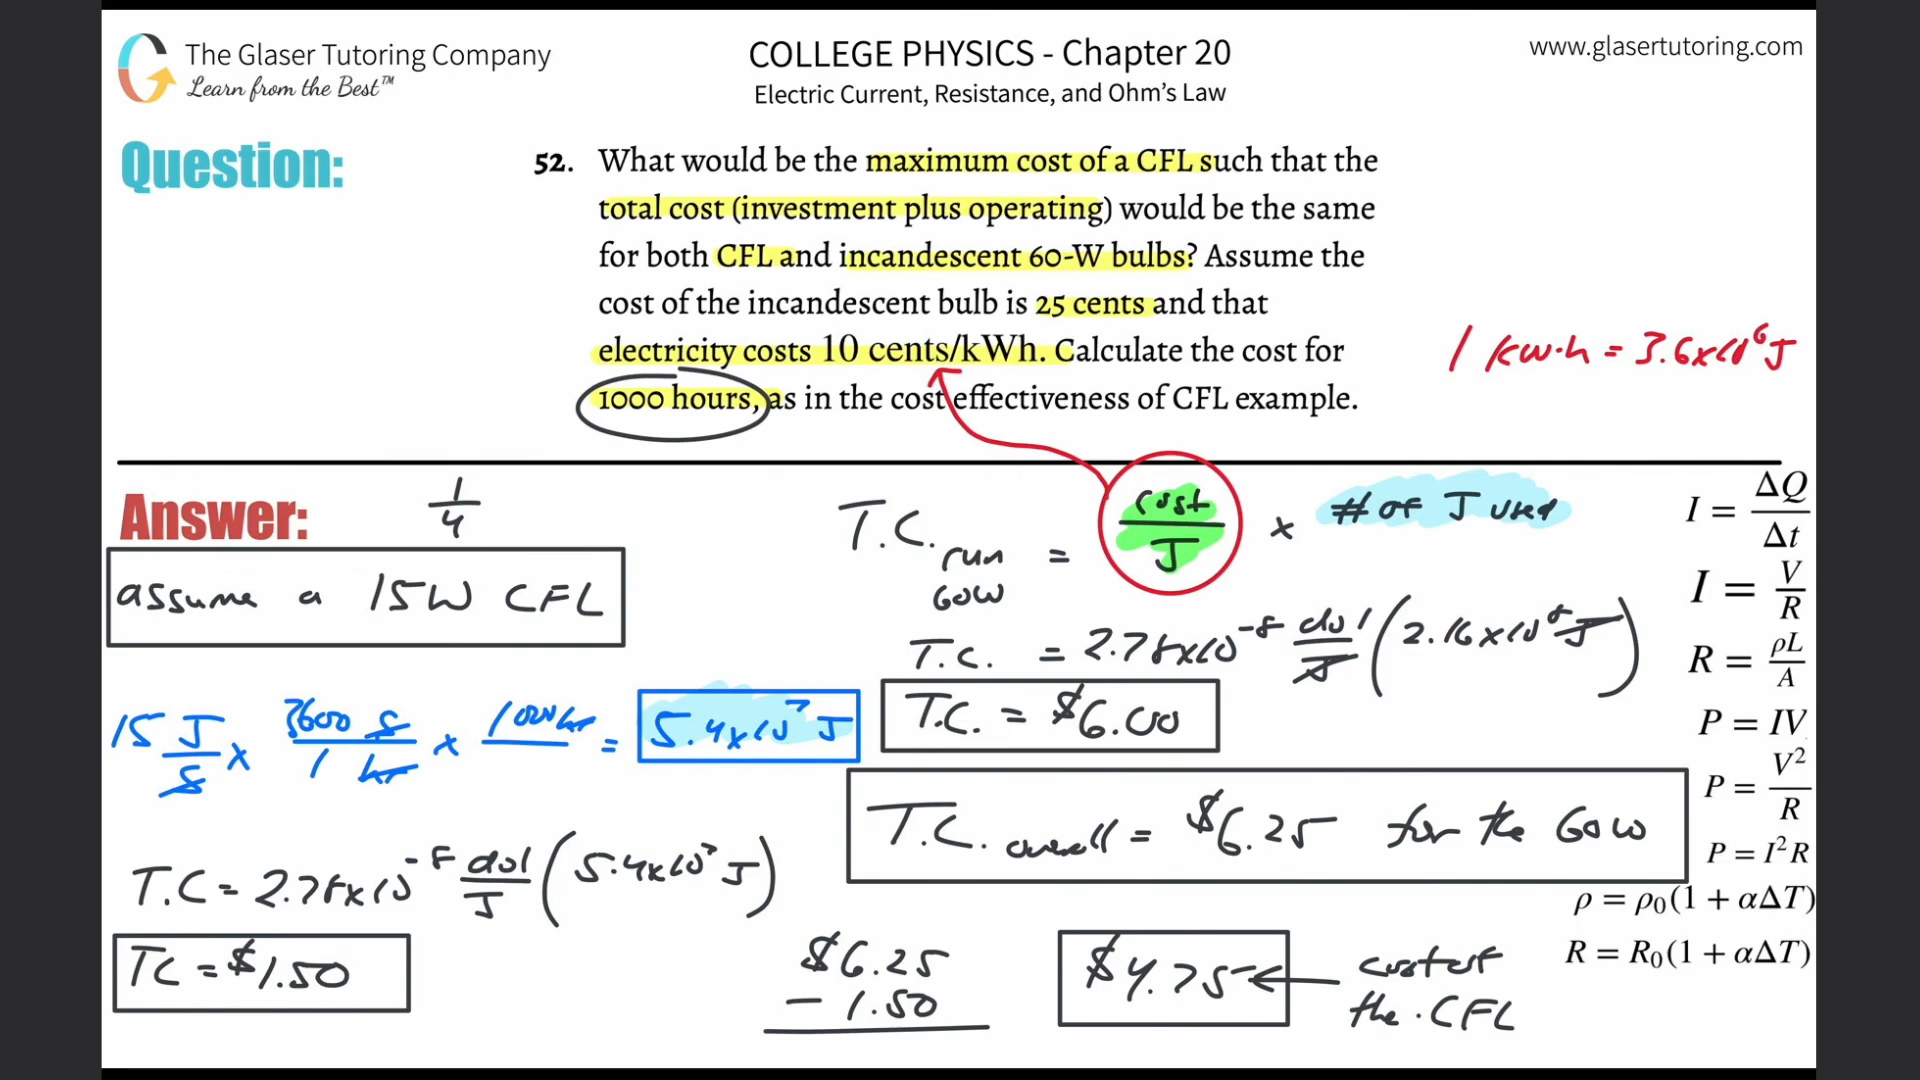 The Glaser Tutoring Company
Learn from the Best™
COLLEGE PHYSICS - Chapter 20
Electric Current, Resistance, and Ohm's Law
www.glasertutoring.com
Question:
52. What would be the maximum cost of a CFL such that the
total cost (investment plus operating) would be the same
for both CFL and incandescent 60-W bulbs? Assume the
cost of the incandescent bulb is 25 cents and that
electricity costs 10 cents/kWh. Calculate the cost for
1000 hours, as in the cost effectiveness of CFL example.
1 kW·h = 3.6x10⁶ J
Answer:
1/4
assume a 15W CFL
15 J/s x 3600 s/1 hr x 1000 hr = 5.4x10⁷ J
T.C = 2.78x10⁻⁸ dol/J (5.4x10⁷ J)
TC = $1.50
T.C. run 60W = cost/J x # of J used
T.C. = 2.78x10⁻⁸ dol/J (2.16x10⁸ J)
T.C. = $6.00
T.C. overall = $6.25 for the 60W
$6.25
- 1.50
$4.75 ← cost of the CFL
I = ΔQ/Δt
I = V/R
R = ρL/A
P = IV
P = V²/R
P = I²R
ρ = ρ₀(1 + αΔT)
R = R₀(1 + αΔT)